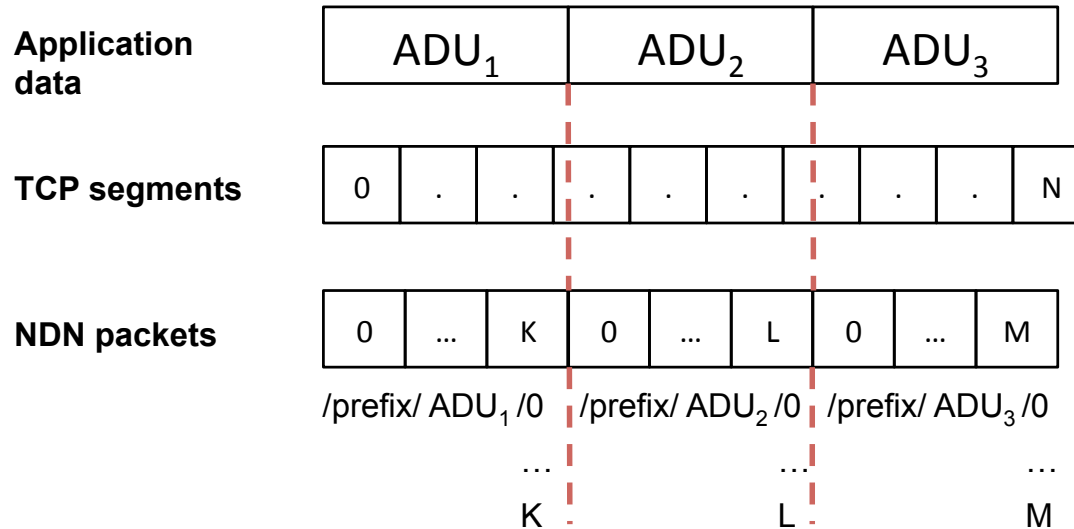 Application data
ADU₁ ADU₂ ADU₃
TCP segments
0 . . . . . . . . N
NDN packets
0 ... K 0 ... L 0 ... M
/prefix/ ADU₁ /0 /prefix/ ADU₂ /0 /prefix/ ADU₃ /0
... ... ...
K L M